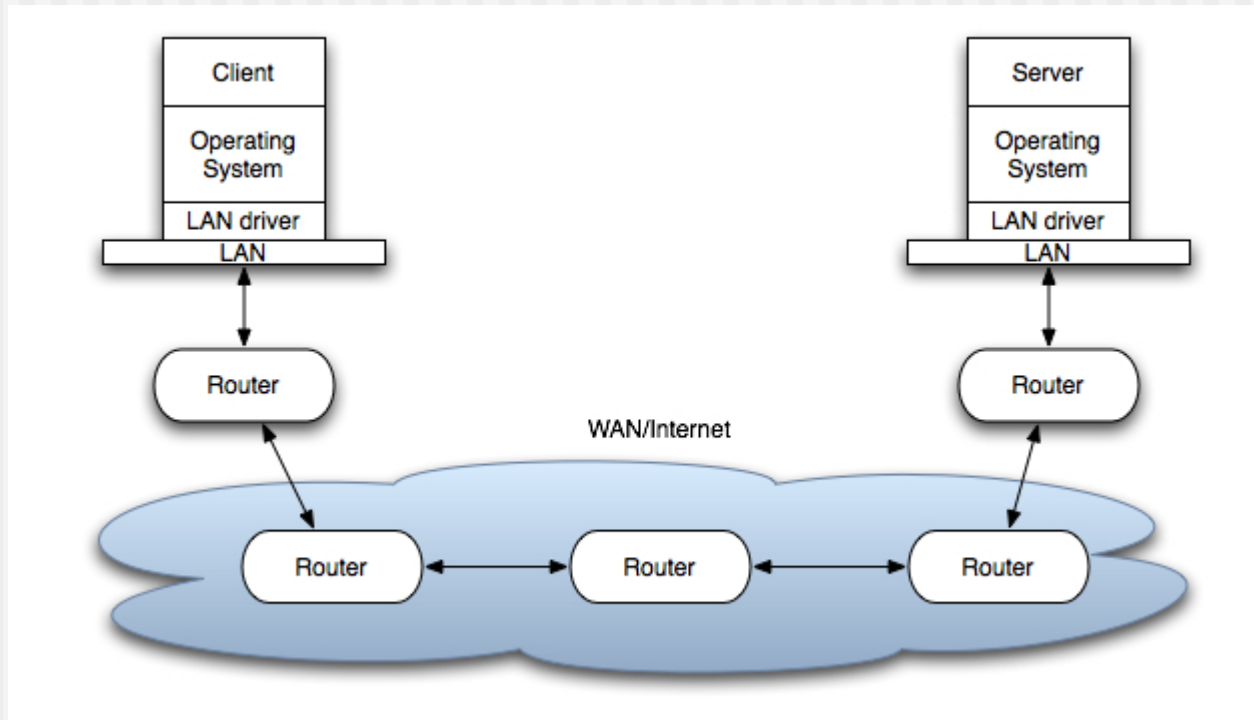 Client
Operating
System
LAN driver
LAN
Server
Operating
System
LAN driver
LAN
Router
Router
WAN/Internet
Router
Router
Router